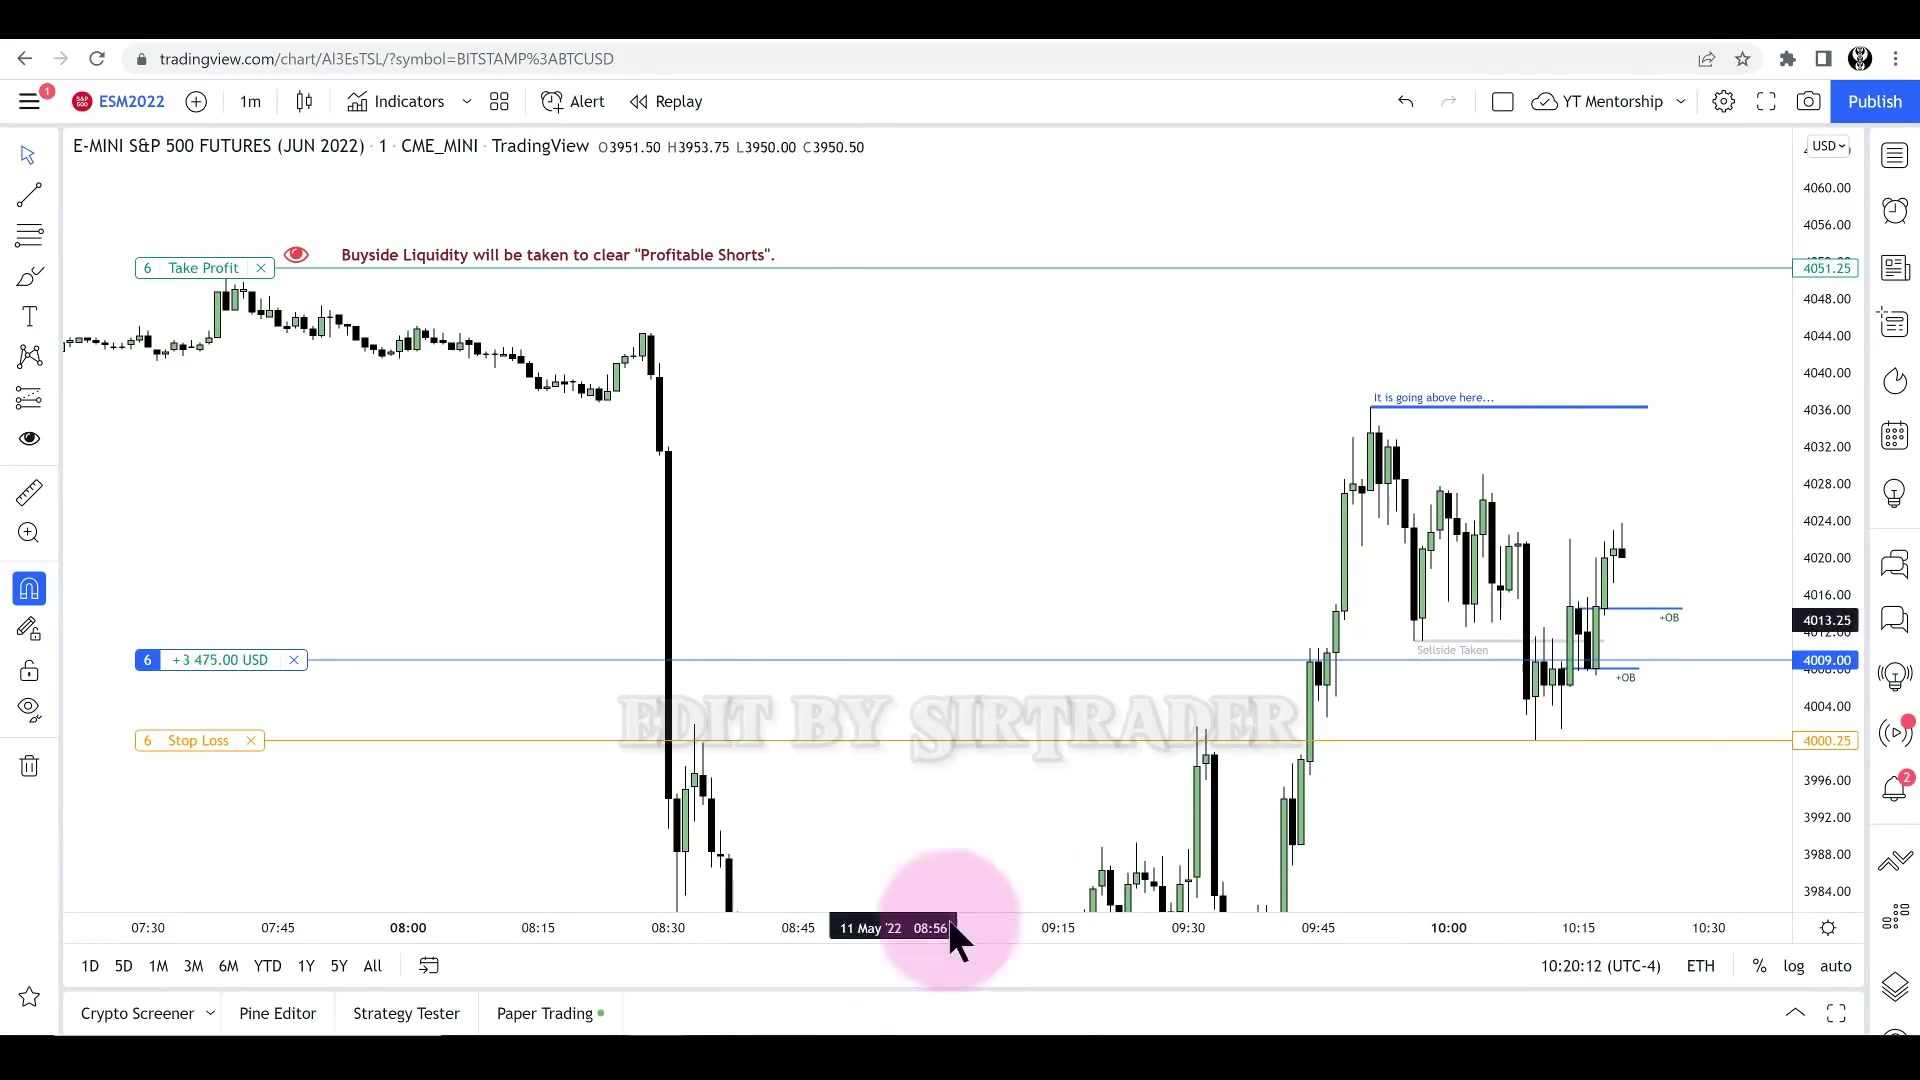 tradingview.com/chart/Al3EsTSL/?symbol=BITSTAMP%3ABTCUSD
1
S&P 500
ESM2022
1m
Indicators
Alert
Replay
YT Mentorship
Publish
E-MINI S&P 500 FUTURES (JUN 2022) · 1 · CME_MINI · TradingView O3951.50 H3953.75 L3950.00 C3950.50
USD
4060.00
4056.00
Buyside Liquidity will be taken to clear "Profitable Shorts".
6 Take Profit
4051.25
4048.00
4044.00
4040.00
It is going above here...
4036.00
4032.00
4028.00
4024.00
4020.00
4016.00
+OB
4013.25
4012.00
Sellside Taken
6 +3 475.00 USD
4009.00
+OB
4004.00
EDIT BY SIRTRADER
6 Stop Loss
4000.25
3996.00
2
3992.00
3988.00
3984.00
07:30 07:45 08:00 08:15 08:30 08:45 11 May '22 08:56 09:15 09:30 09:45 10:00 10:15 10:30
1D 5D 1M 3M 6M YTD 1Y 5Y All
10:20:12 (UTC-4) ETH % log auto
Crypto Screener Pine Editor Strategy Tester Paper Trading